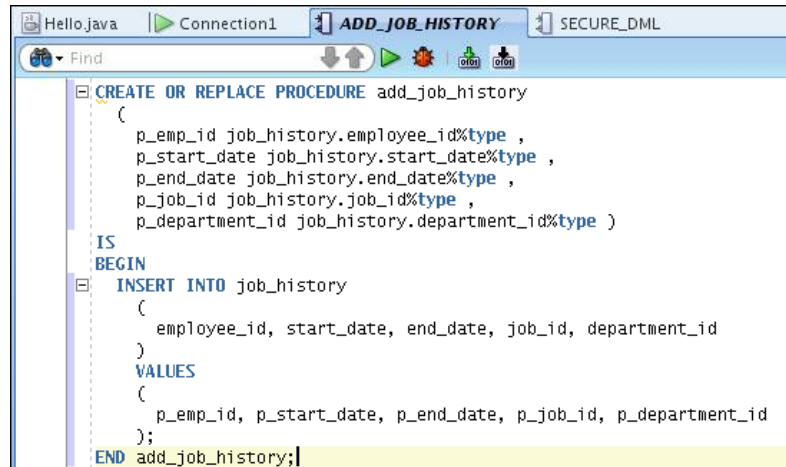 Hello.java Connection1 ADD_JOB_HISTORY SECURE_DML
Find
CREATE OR REPLACE PROCEDURE add_job_history
(
p_emp_id job_history.employee_id%type ,
p_start_date job_history.start_date%type ,
p_end_date job_history.end_date%type ,
p_job_id job_history.job_id%type ,
p_department_id job_history.department_id%type )
IS
BEGIN
INSERT INTO job_history
(
employee_id, start_date, end_date, job_id, department_id
)
VALUES
(
p_emp_id, p_start_date, p_end_date, p_job_id, p_department_id
);
END add_job_history;